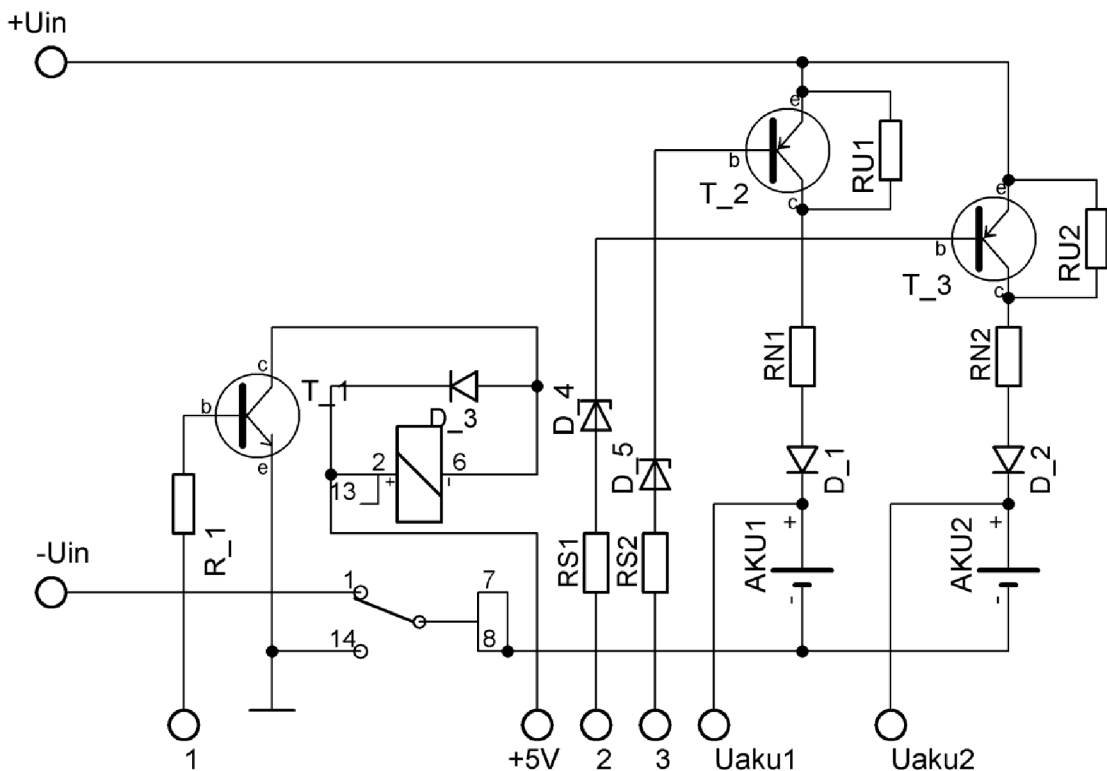 +Uin
e
b
T_2
c
RU1
e
b
T_3
c
RU2
RN1
RN2
c
b
T_1
e
D_3
2
+
6
-
13
D_4
D_5
D_1
D_2
R_1
-Uin
1
14
7
8
RS1
RS2
AKU1
+
-
AKU2
+
-
1
+5V
2
3
Uaku1
Uaku2